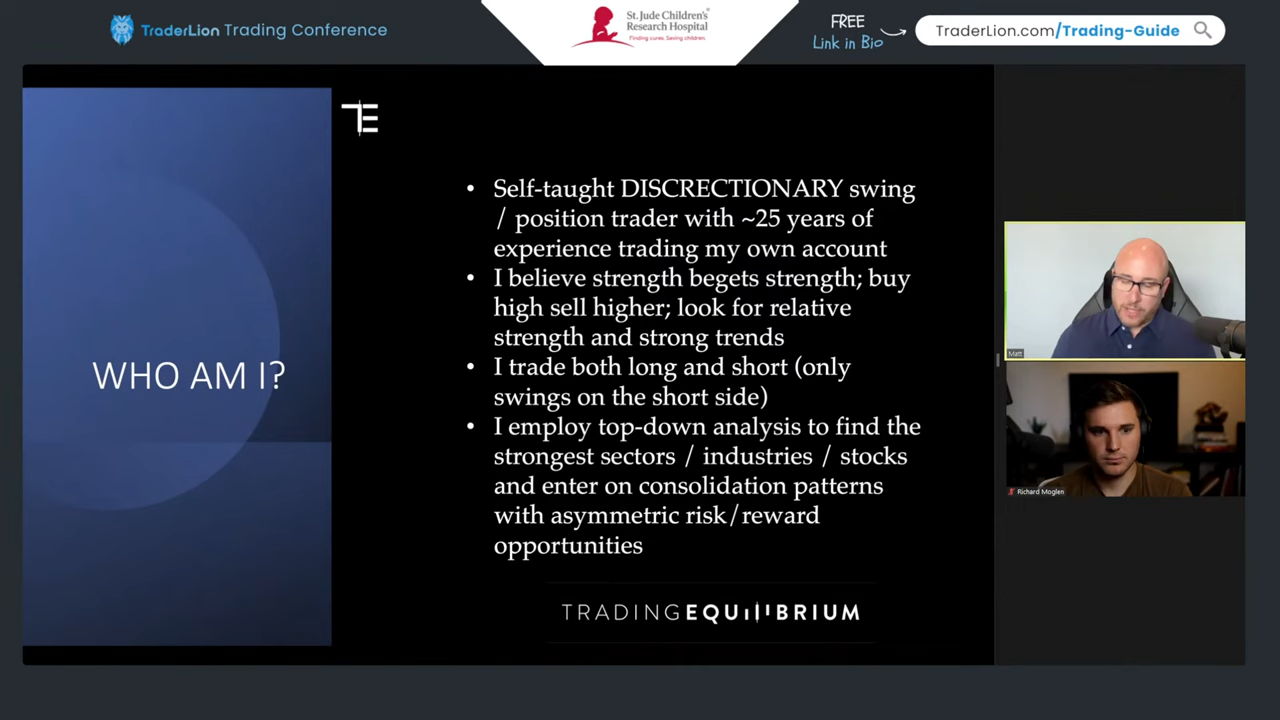 TraderLion Trading Conference
St. Jude Children's
Research Hospital
Finding cures. Saving children.
FREE
Link in Bio
TraderLion.com/Trading-Guide
TE
WHO AM I?
• Self-taught DISCRECTIONARY swing
/ position trader with ~25 years of
experience trading my own account
• I believe strength begets strength; buy
high sell higher; look for relative
strength and strong trends
• I trade both long and short (only
swings on the short side)
• I employ top-down analysis to find the
strongest sectors / industries / stocks
and enter on consolidation patterns
with asymmetric risk/reward
opportunities
TRADINGEQUILIBRIUM
Matt
Richard Moglen